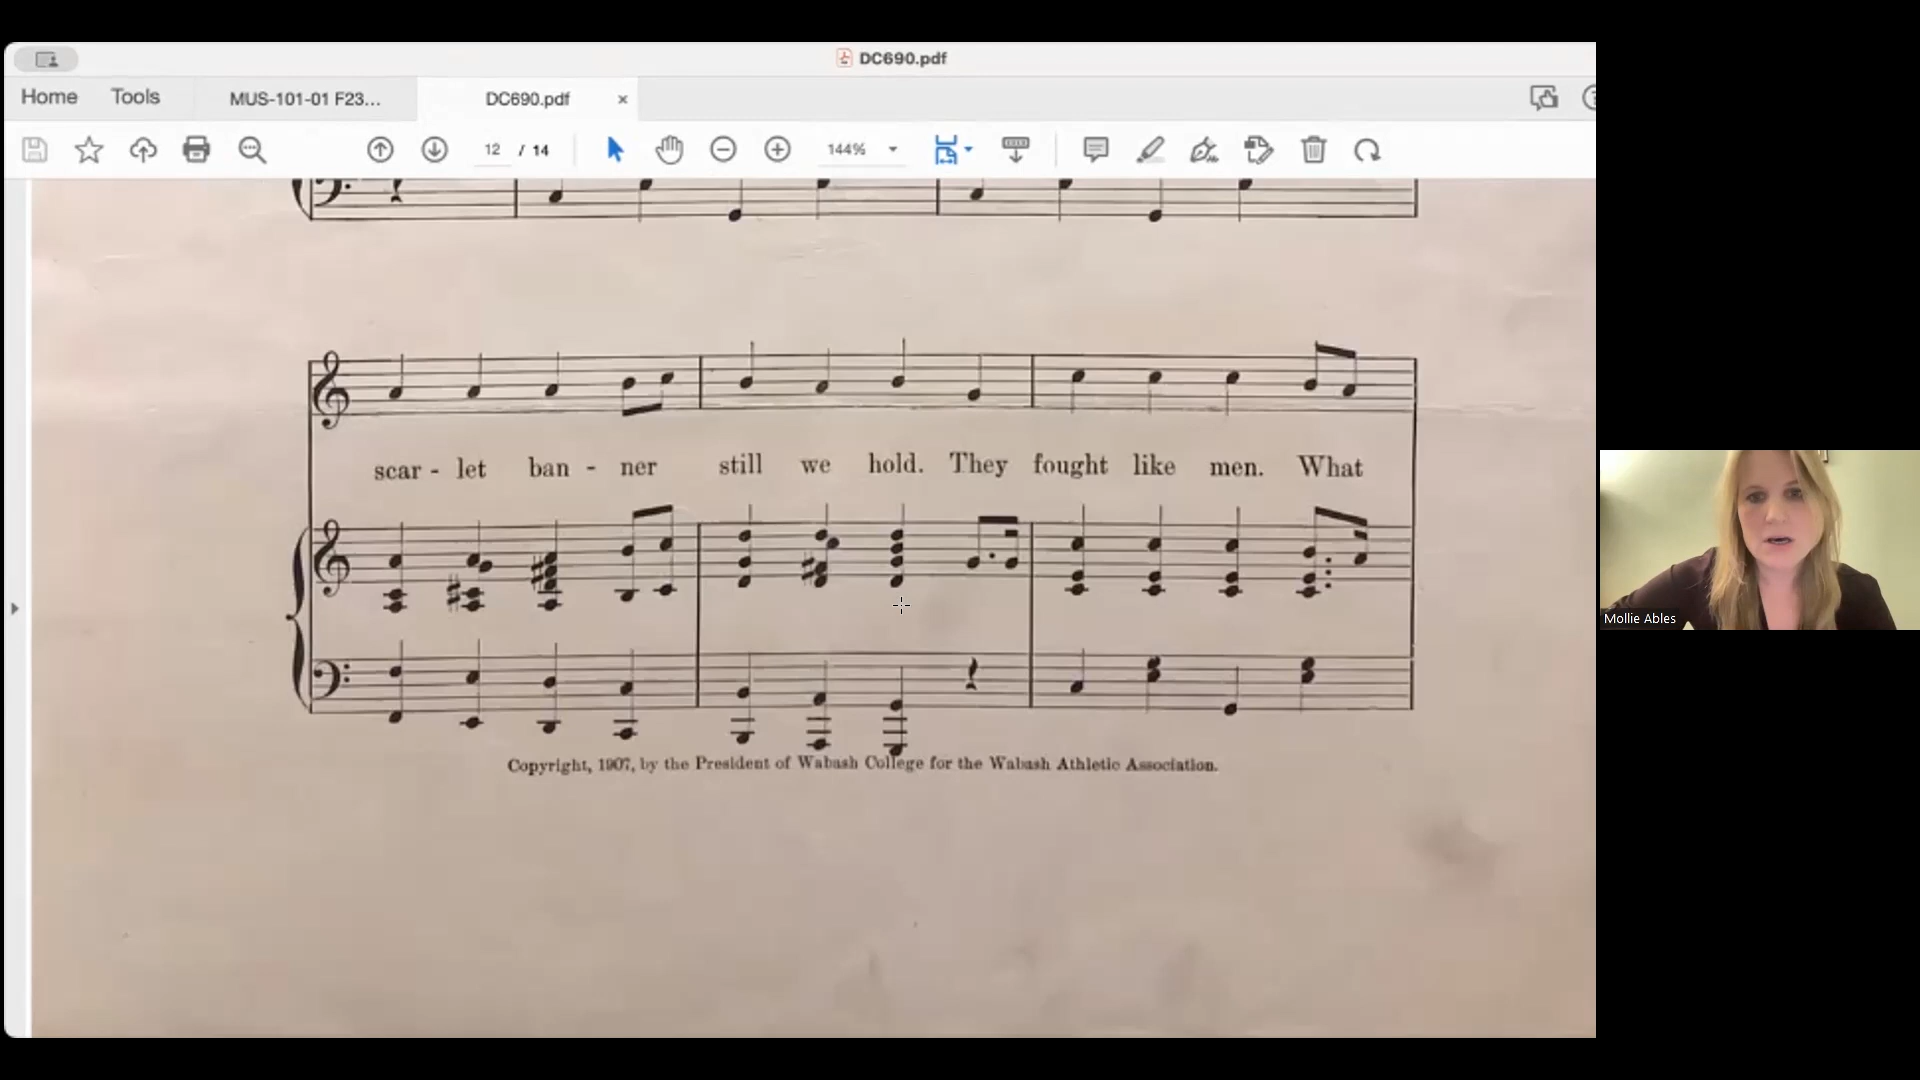 DC690.pdf
Home Tools MUS-101-01 F23... DC690.pdf
12 / 14 144%
scar - let ban - ner still we hold. They fought like men. What
Copyright, 1907, by the President of Wabash College for the Wabash Athletic Association.
Mollie Ables